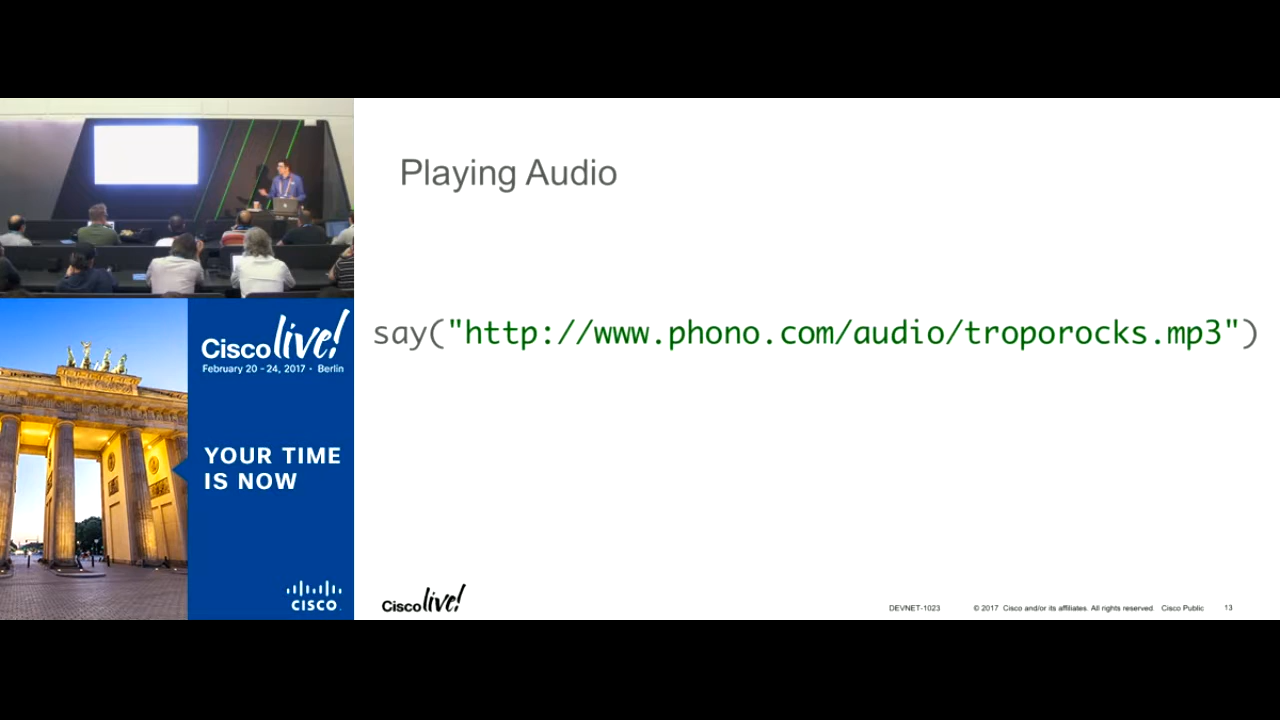 Playing Audio
say("http://www.phono.com/audio/troporocks.mp3")
Cisco live!
February 20 - 24, 2017 • Berlin
YOUR TIME
IS NOW
CISCO.
Cisco live!
DEVNET-1023 © 2017 Cisco and/or its affiliates. All rights reserved. Cisco Public 13